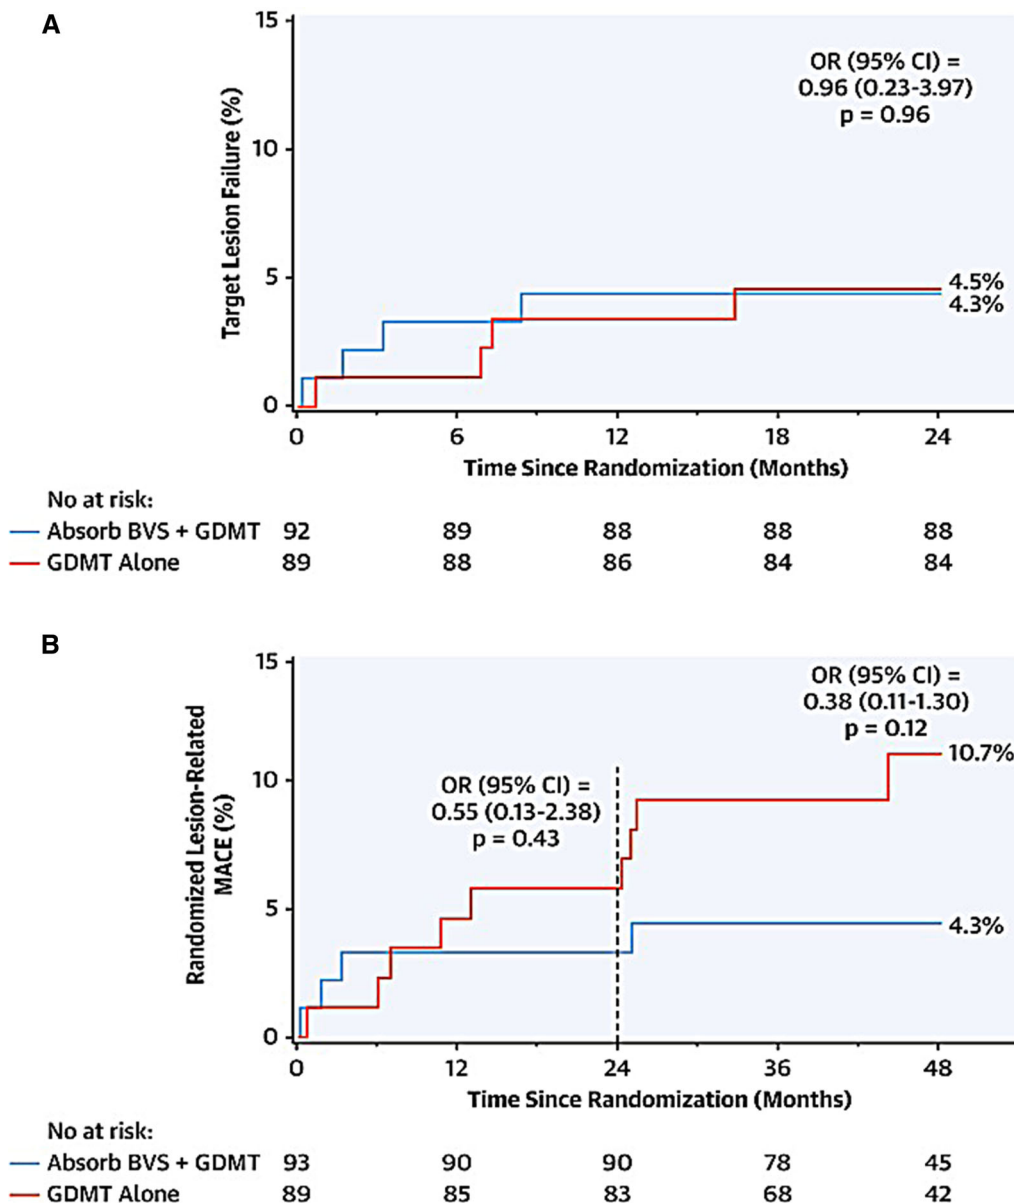 A
15
OR (95% CI) =
0.96 (0.23-3.97)
p = 0.96
Target Lesion Failure (%)
10
5
4.5%
4.3%
0
0 6 12 18 24
Time Since Randomization (Months)
No at risk:
Absorb BVS + GDMT 92 89 88 88 88
GDMT Alone 89 88 86 84 84
B
15
OR (95% CI) =
0.38 (0.11-1.30)
p = 0.12
10.7%
Randomized Lesion-Related
MACE (%)
10
OR (95% CI) =
0.55 (0.13-2.38)
p = 0.43
5
4.3%
0
0 12 24 36 48
Time Since Randomization (Months)
No at risk:
Absorb BVS + GDMT 93 90 90 78 45
GDMT Alone 89 85 83 68 42